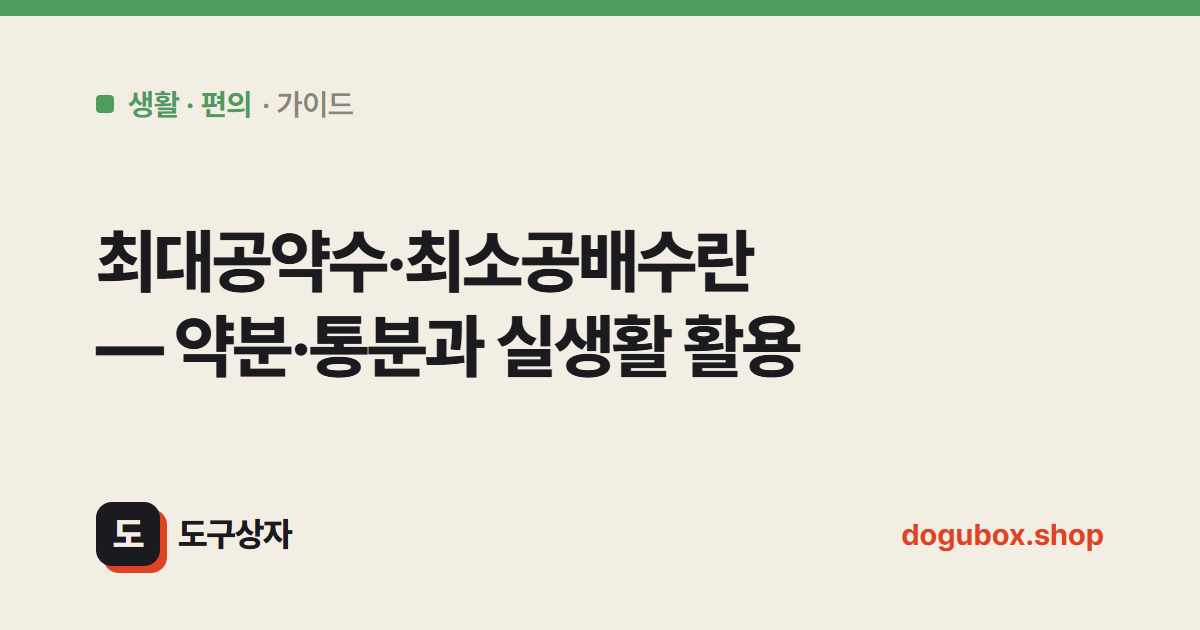 생활 · 편의 · 가이드
최대공약수·최소공배수란
— 약분·통분과 실생활 활용
도 도구상자
dogubox.shop